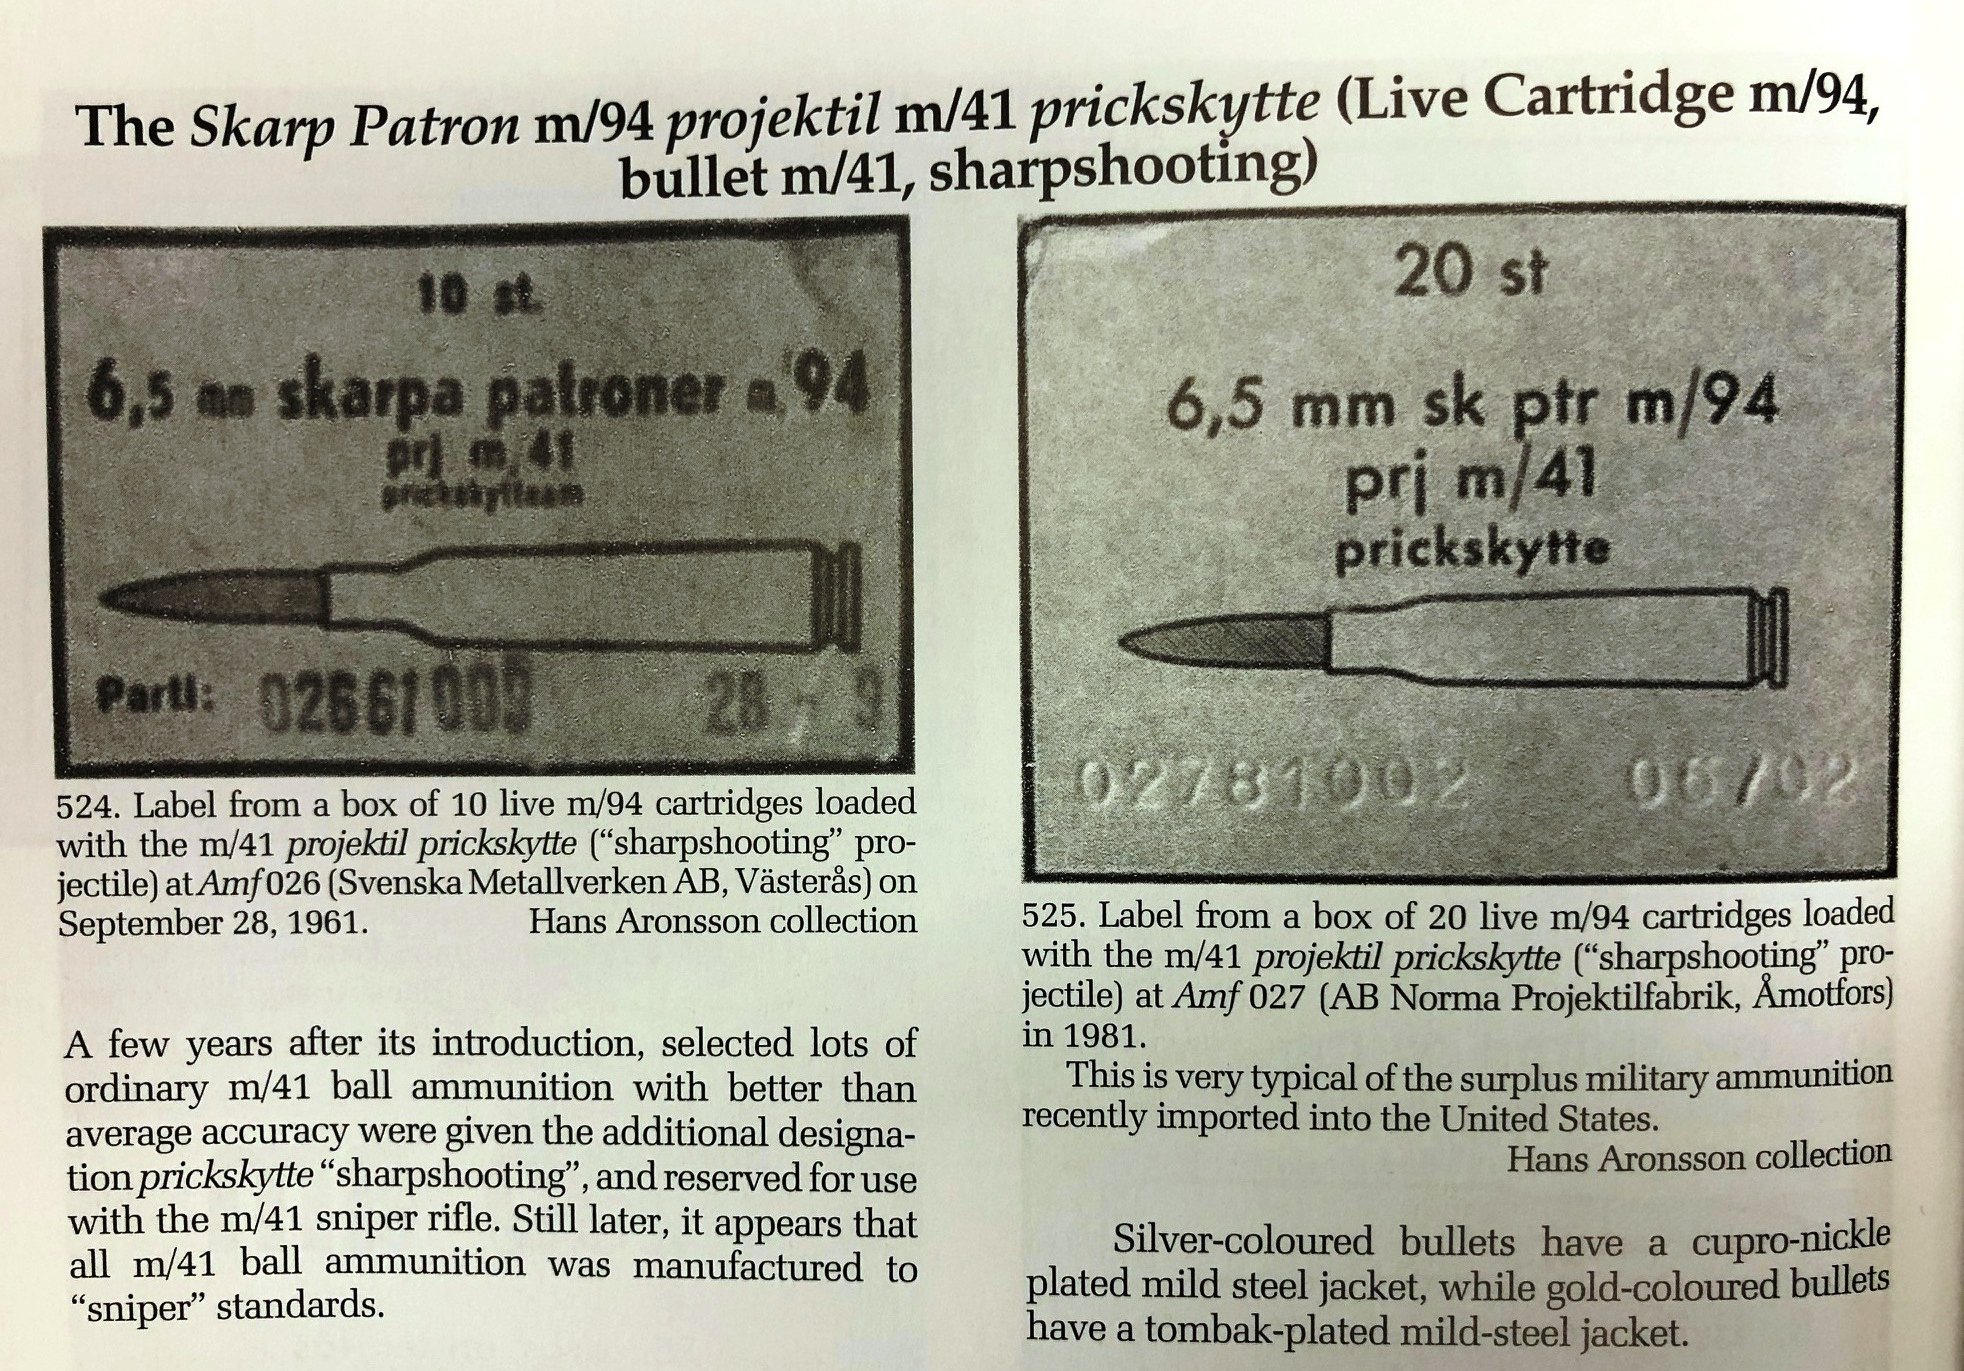 The Skarp Patron m/94 projektil m/41 prickskytte (Live Cartridge m/94,
bullet m/41, sharpshooting)
10 st.
6,5 mm skarpa patroner m/94
prj m/41
Parti: 02661003 28 - 9
524. Label from a box of 10 live m/94 cartridges loaded
with the m/41 projektil prickskytte (“sharpshooting” pro-
jectile) at Amf 026 (Svenska Metallverken AB, Västerås) on
September 28, 1961. Hans Aronsson collection
A few years after its introduction, selected lots of
ordinary m/41 ball ammunition with better than
average accuracy were given the additional designa-
tion prickskytte “sharpshooting”, and reserved for use
with the m/41 sniper rifle. Still later, it appears that
all m/41 ball ammunition was manufactured to
“sniper” standards.
20 st
6,5 mm sk ptr m/94
prj m/41
prickskytte
02781002 06/02
525. Label from a box of 20 live m/94 cartridges loaded
with the m/41 projektil prickskytte (“sharpshooting” pro-
jectile) at Amf 027 (AB Norma Projektilfabrik, Åmotfors)
in 1981.
This is very typical of the surplus military ammunition
recently imported into the United States.
Hans Aronsson collection
Silver-coloured bullets have a cupro-nickle
plated mild steel jacket, while gold-coloured bullets
have a tombak-plated mild-steel jacket.